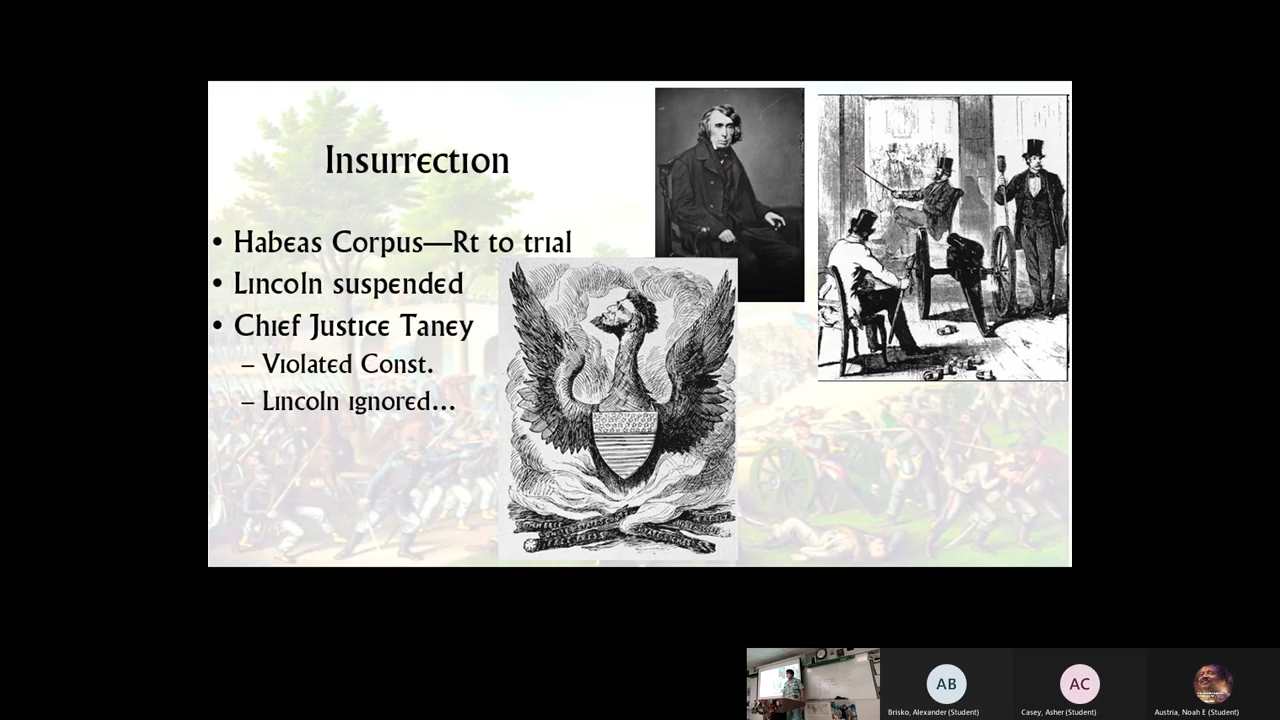 Insurrection
• Habeas Corpus—Rt to trial
• Lincoln suspended
• Chief Justice Taney
– Violated Const.
– Lincoln ignored...
AB
AC
Brisko, Alexander (Student)
Casey, Asher (Student)
Austria, Noah E (Student)